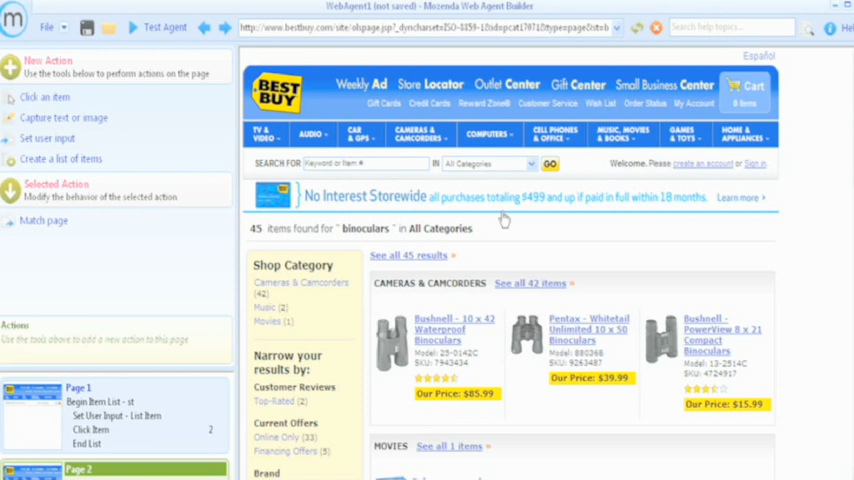 WebAgent1 (not saved) - Mozenda Web Agent Builder
m
File
Test Agent
http://www.bestbuy.com/site/olspage.jsp?_dyncharset=ISO-8859-1&id=pcat17071&type=page&st=b
Search help topics...
Hel
New Action
Use the tools below to perform actions on the page
Click an item
Capture text or image
Set user input
Create a list of items
Selected Action
Modify the behavior of the selected action.
Match page
Actions
Use the tools above to add a new action to this page
Page 1
Begin Item List - st
Set User Input - List Item
Click Item 2
End List
Page 2
Español
BEST BUY
Weekly Ad Store Locator Outlet Center Gift Center Small Business Center
Cart
0 items
Gift Cards Credit Cards Reward Zone® Customer Service Wish List Order Status My Account
TV & VIDEO
AUDIO
CAR & GPS
CAMERAS & CAMCORDERS
COMPUTERS
CELL PHONES & OFFICE
MUSIC, MOVIES & BOOKS
GAMES & TOYS
HOME & APPLIANCES
SEARCH FOR Keyword or Item # IN All Categories GO
Welcome. Please create an account or Sign in.
No Interest Storewide all purchases totaling $499 and up if paid in full within 18 months. Learn more ›
45 items found for " binoculars " in All Categories
Shop Category
Cameras & Camcorders
(42)
Music (2)
Movies (1)
Narrow your
results by:
Customer Reviews
Top-Rated (2)
Current Offers
Online Only (33)
Financing Offers (5)
Brand
See all 45 results »
CAMERAS & CAMCORDERS See all 42 items »
Bushnell - 10 x 42
Waterproof
Binoculars
Model: 25-0142C
SKU: 7943434
Our Price: $85.99
Pentax - Whitetail
Unlimited 10 x 50
Binoculars
Model: 88036B
SKU: 9263487
Our Price: $39.99
Bushnell -
PowerView 8 x 21
Compact
Binoculars
Model: 13-2514C
SKU: 4724917
Our Price: $15.99
MOVIES See all 1 items »